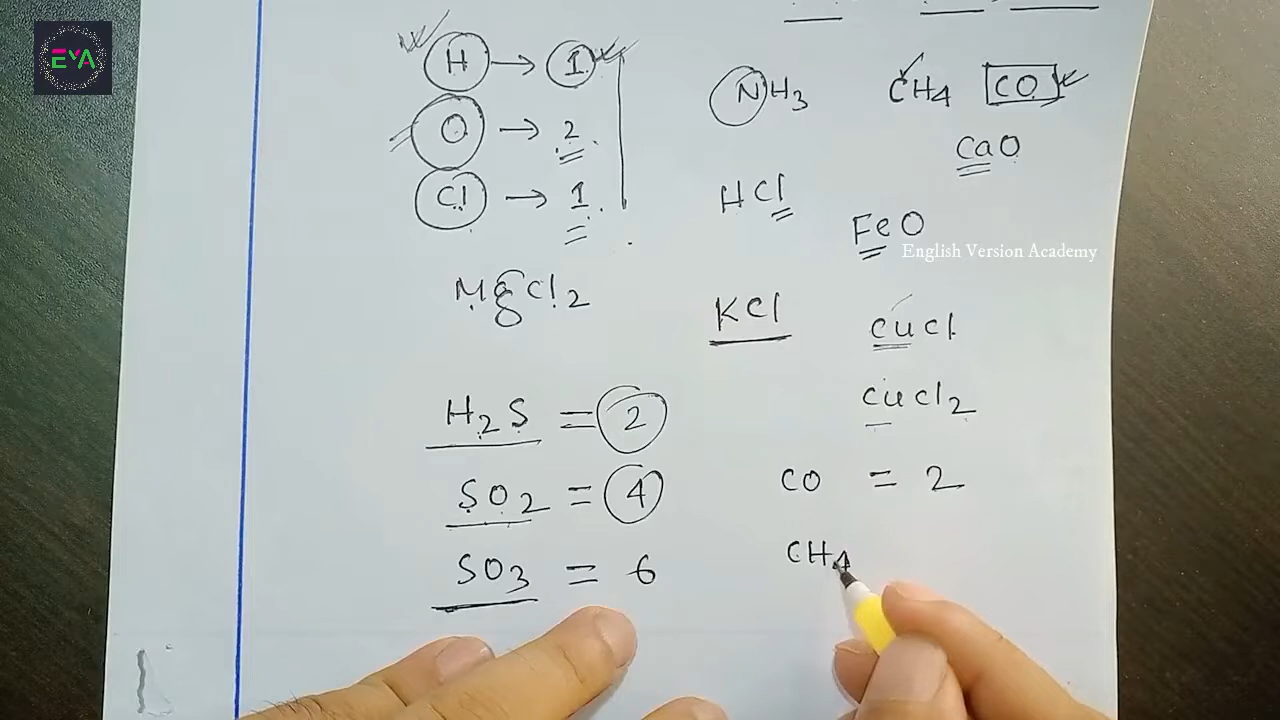 EVA
H → 1
O → 2
Cl → 1
MgCl2
H2S = 2
SO2 = 4
SO3 = 6
NH3
CH4 CO
CaO
HCl
FeO
English Version Academy
KCl
CuCl
CuCl2
CO = 2
CH4